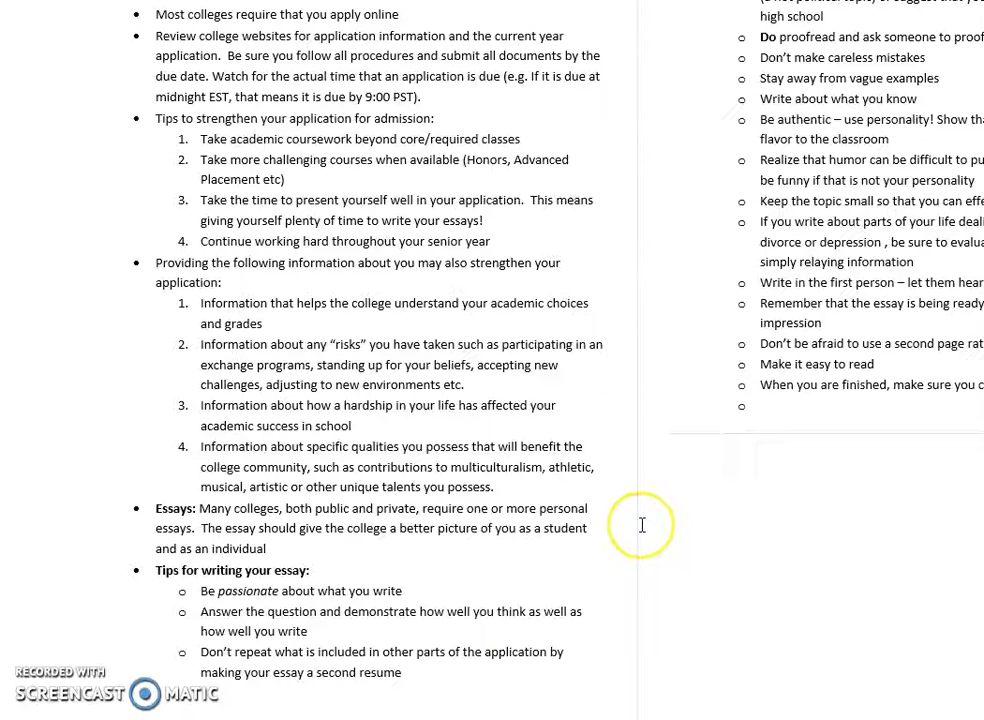 Most colleges require that you apply online
Review college websites for application information and the current year
application.  Be sure you follow all procedures and submit all documents by the
due date. Watch for the actual time that an application is due (e.g. If it is due at
midnight EST, that means it is due by 9:00 PST).
Tips to strengthen your application for admission:
1. Take academic coursework beyond core/required classes
2. Take more challenging courses when available (Honors, Advanced
Placement etc)
3. Take the time to present yourself well in your application.  This means
giving yourself plenty of time to write your essays!
4. Continue working hard throughout your senior year
Providing the following information about you may also strengthen your
application:
1. Information that helps the college understand your academic choices
and grades
2. Information about any “risks” you have taken such as participating in an
exchange programs, standing up for your beliefs, accepting new
challenges, adjusting to new environments etc.
3. Information about how a hardship in your life has affected your
academic success in school
4. Information about specific qualities you possess that will benefit the
college community, such as contributions to multiculturalism, athletic,
musical, artistic or other unique talents you possess.
Essays: Many colleges, both public and private, require one or more personal
essays.  The essay should give the college a better picture of you as a student
and as an individual
Tips for writing your essay:
Be passionate about what you write
Answer the question and demonstrate how well you think as well as
how well you write
Don’t repeat what is included in other parts of the application by
making your essay a second resume
high school
Do proofread and ask someone to proof
Don’t make careless mistakes
Stay away from vague examples
Write about what you know
Be authentic – use personality! Show tha
flavor to the classroom
Realize that humor can be difficult to pu
be funny if that is not your personality
Keep the topic small so that you can effe
If you write about parts of your life deali
divorce or depression , be sure to evalua
simply relaying information
Write in the first person – let them hear
Remember that the essay is being ready
impression
Don’t be afraid to use a second page rat
Make it easy to read
When you are finished, make sure you c
RECORDED WITH
SCREENCAST MATIC